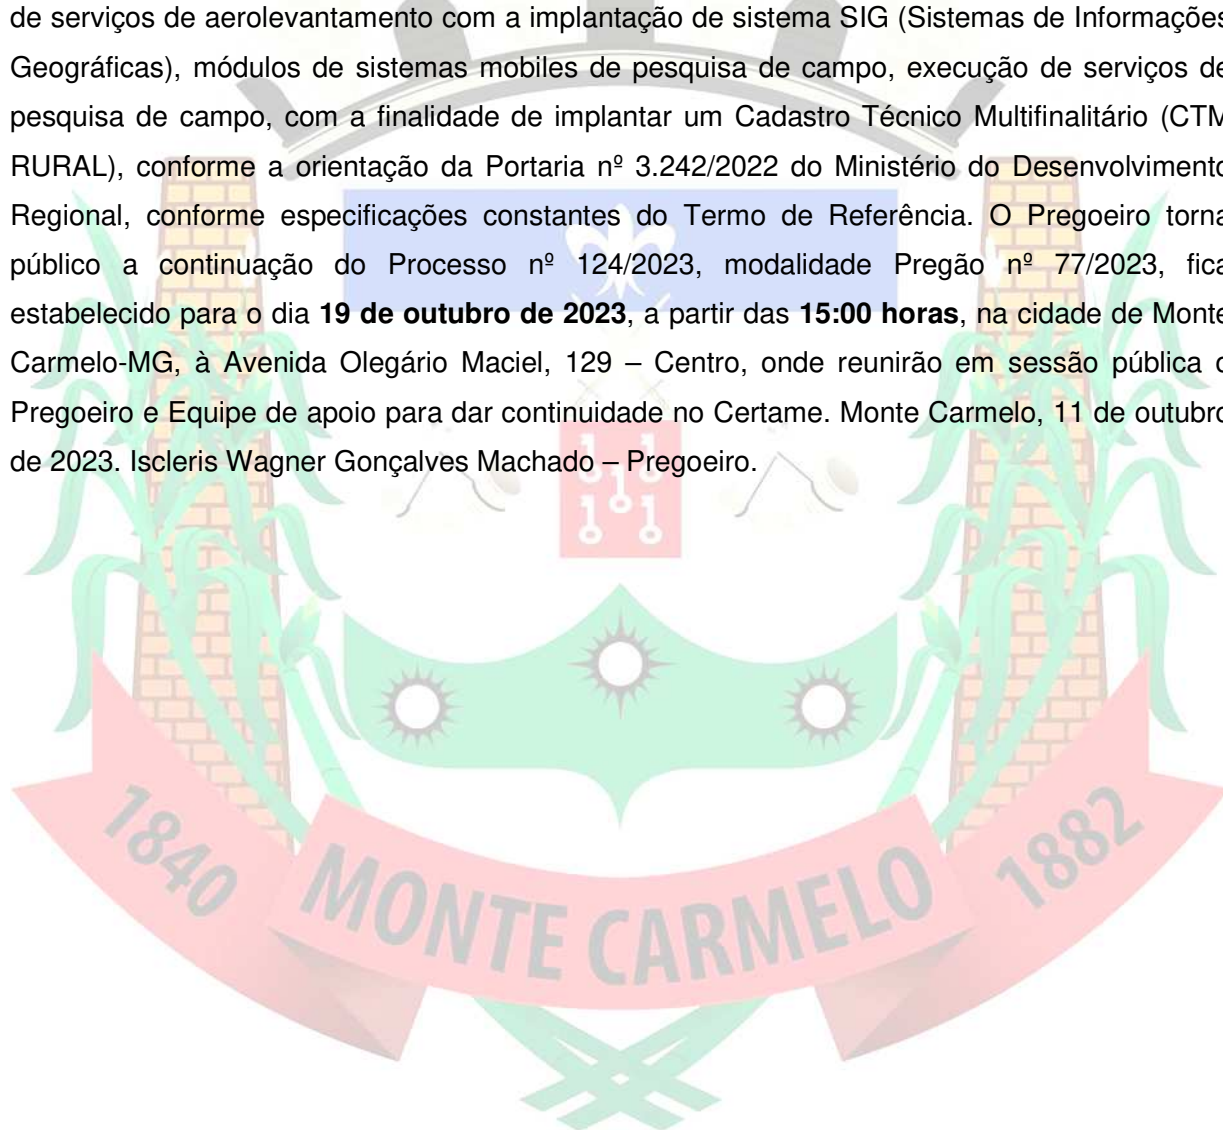 de serviços de aerolevantamento com a implantação de sistema SIG (Sistemas de Informações
Geográficas), módulos de sistemas mobiles de pesquisa de campo, execução de serviços de
pesquisa de campo, com a finalidade de implantar um Cadastro Técnico Multifinalitário (CTM
RURAL), conforme a orientação da Portaria nº 3.242/2022 do Ministério do Desenvolvimento
Regional, conforme especificações constantes do Termo de Referência. O Pregoeiro torna
público a continuação do Processo nº 124/2023, modalidade Pregão nº 77/2023, fica
estabelecido para o dia 19 de outubro de 2023, a partir das 15:00 horas, na cidade de Monte
Carmelo-MG, à Avenida Olegário Maciel, 129 – Centro, onde reunirão em sessão pública o
Pregoeiro e Equipe de apoio para dar continuidade no Certame. Monte Carmelo, 11 de outubro
de 2023. Iscleris Wagner Gonçalves Machado – Pregoeiro.
1840 MONTE CARMELO 1882